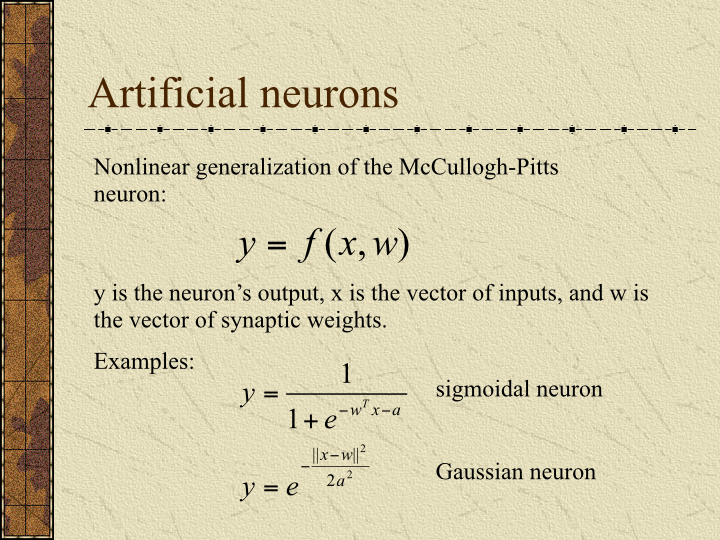 Artificial neurons
Nonlinear generalization of the McCullogh-Pitts
neuron:
y = f(x, w)
y is the neuron’s output, x is the vector of inputs, and w is
the vector of synaptic weights.
Examples:
y = \frac{1}{1 + e^{-w^T x - a}} sigmoidal neuron
y = e^{-\frac{||x - w||^2}{2a^2}} Gaussian neuron